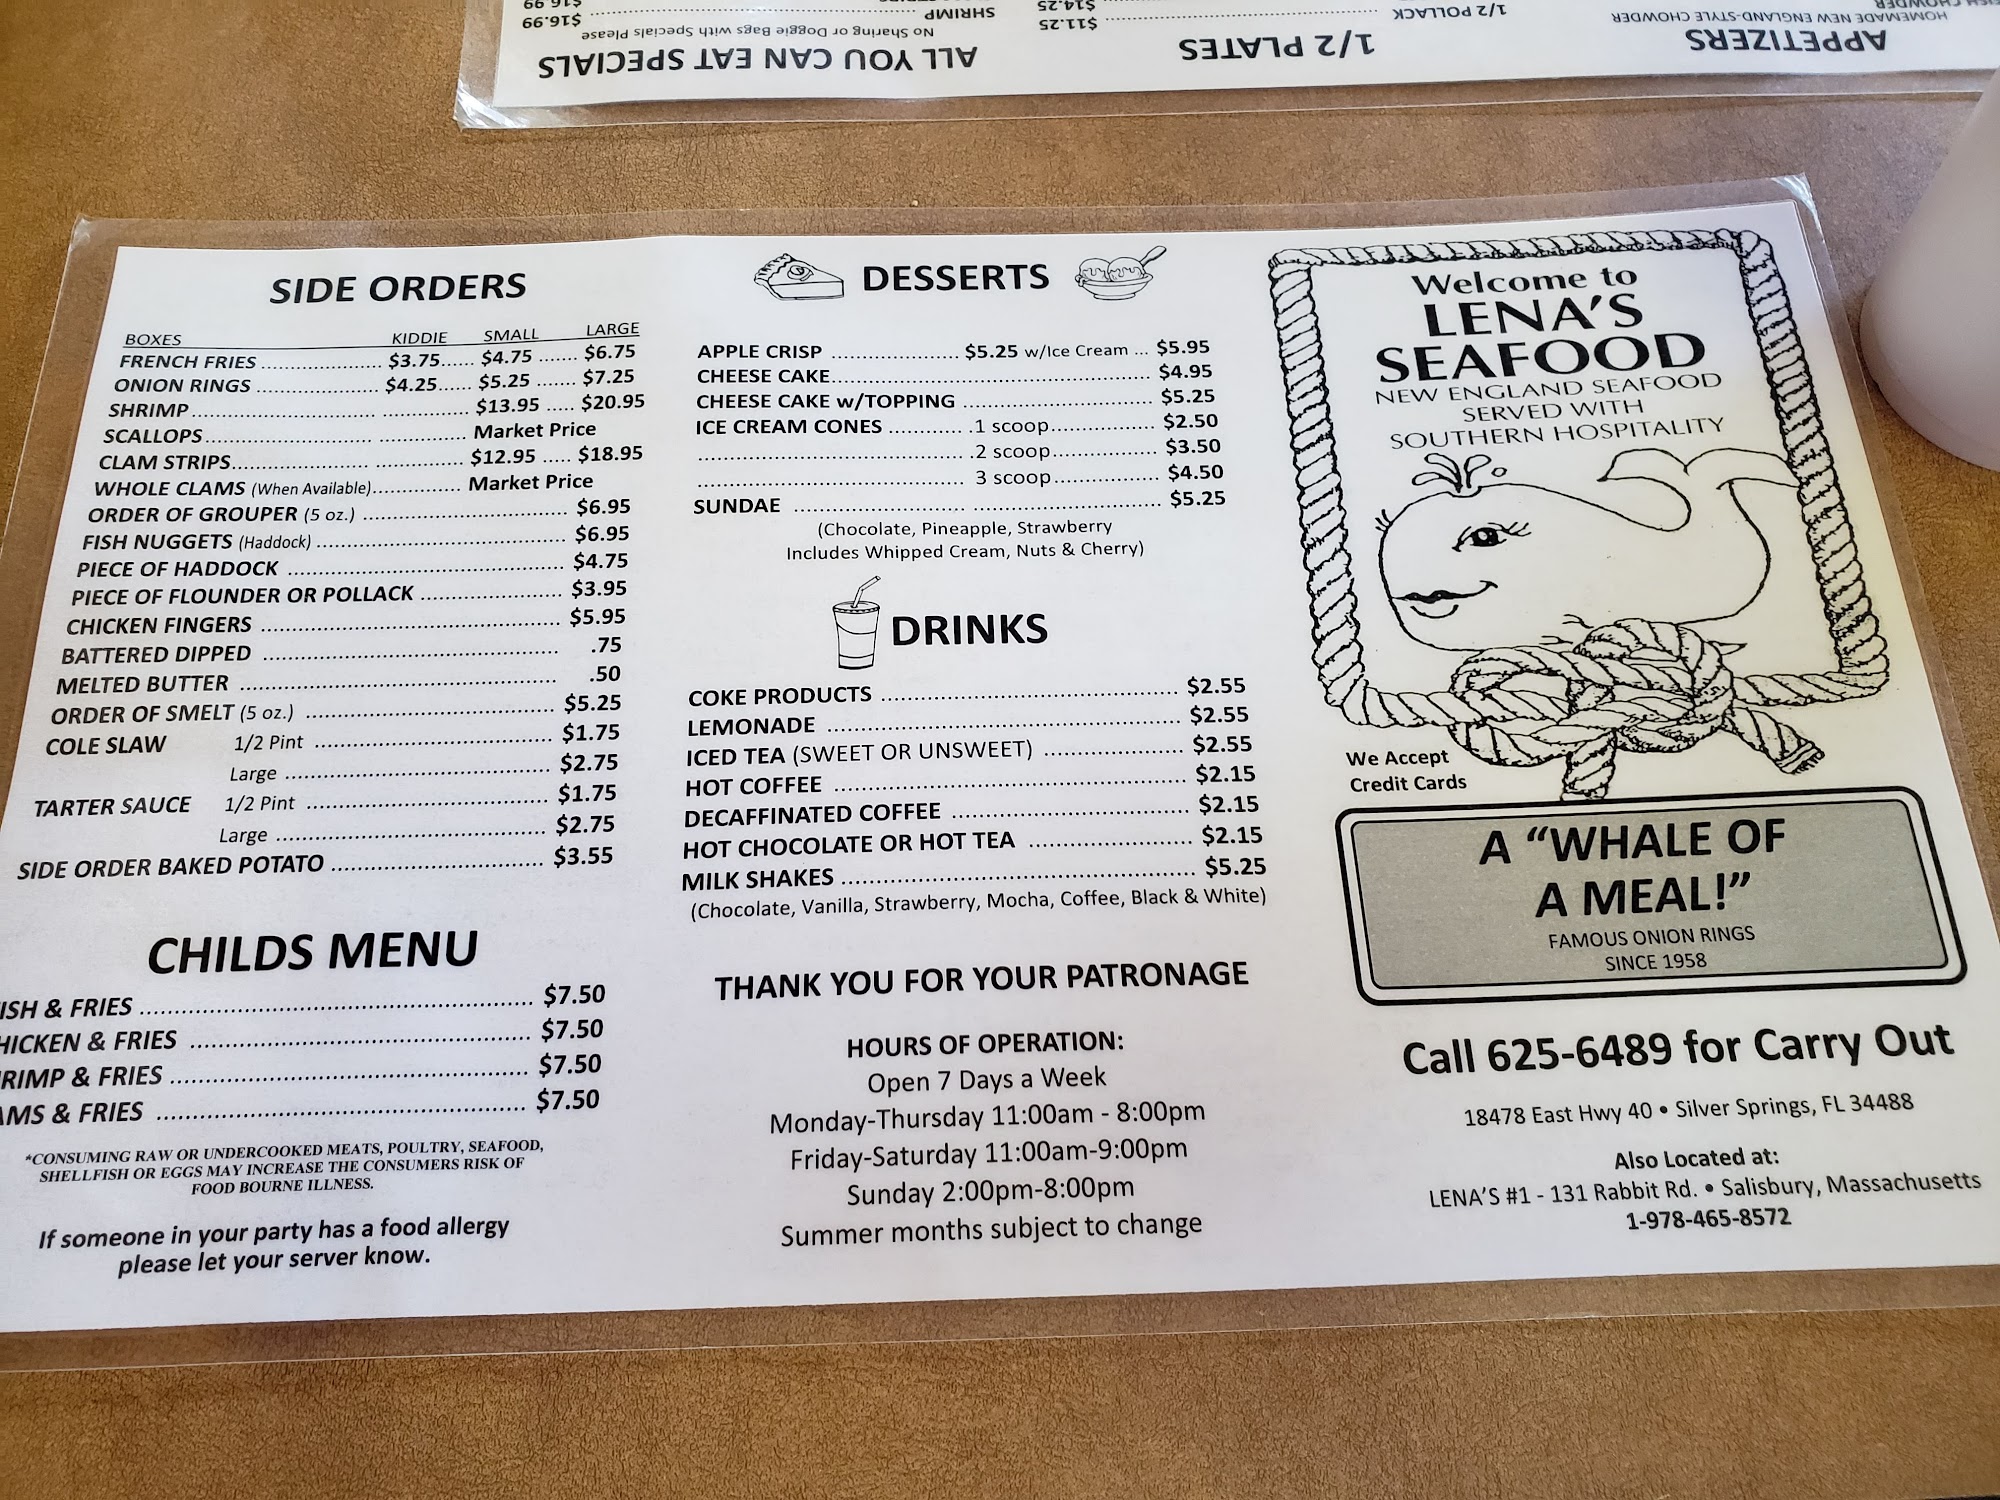 ALL YOU CAN EAT SPECIALS
No Sharing or Doggie Bags with Specials Please
SHRIMP $16.99
$16.99
1/2 PLATES
1/2 POLLACK $11.25
$14.25
APPETIZERS
HOMEMADE NEW ENGLAND-STYLE CHOWDER
CHOWDER
SIDE ORDERS
BOXES KIDDIE SMALL LARGE
FRENCH FRIES $3.75 $4.75 $6.75
ONION RINGS $4.25 $5.25 $7.25
SHRIMP $13.95 $20.95
SCALLOPS Market Price
CLAM STRIPS $12.95 $18.95
WHOLE CLAMS (When Available) Market Price
ORDER OF GROUPER (5 oz.) $6.95
FISH NUGGETS (Haddock) $6.95
PIECE OF HADDOCK $4.75
PIECE OF FLOUNDER OR POLLACK $3.95
CHICKEN FINGERS $5.95
BATTERED DIPPED .75
MELTED BUTTER .50
ORDER OF SMELT (5 oz.) $5.25
COLE SLAW 1/2 Pint $1.75
Large $2.75
TARTER SAUCE 1/2 Pint $1.75
Large $2.75
SIDE ORDER BAKED POTATO $3.55
CHILDS MENU
ISH & FRIES $7.50
HICKEN & FRIES $7.50
RIMP & FRIES $7.50
AMS & FRIES $7.50
*CONSUMING RAW OR UNDERCOOKED MEATS, POULTRY, SEAFOOD,
SHELLFISH OR EGGS MAY INCREASE THE CONSUMERS RISK OF
FOOD BOURNE ILLNESS.
If someone in your party has a food allergy
please let your server know.
DESSERTS
APPLE CRISP $5.25 w/Ice Cream ... $5.95
CHEESE CAKE $4.95
CHEESE CAKE w/TOPPING $5.25
ICE CREAM CONES .1 scoop $2.50
.2 scoop $3.50
3 scoop $4.50
SUNDAE $5.25
(Chocolate, Pineapple, Strawberry
Includes Whipped Cream, Nuts & Cherry)
DRINKS
COKE PRODUCTS $2.55
LEMONADE $2.55
ICED TEA (SWEET OR UNSWEET) $2.55
HOT COFFEE $2.15
DECAFFINATED COFFEE $2.15
HOT CHOCOLATE OR HOT TEA $2.15
MILK SHAKES $5.25
(Chocolate, Vanilla, Strawberry, Mocha, Coffee, Black & White)
THANK YOU FOR YOUR PATRONAGE
HOURS OF OPERATION:
Open 7 Days a Week
Monday-Thursday 11:00am - 8:00pm
Friday-Saturday 11:00am-9:00pm
Sunday 2:00pm-8:00pm
Summer months subject to change
Welcome to
LENA'S
SEAFOOD
NEW ENGLAND SEAFOOD
SERVED WITH
SOUTHERN HOSPITALITY
We Accept
Credit Cards
A "WHALE OF
A MEAL!"
FAMOUS ONION RINGS
SINCE 1958
Call 625-6489 for Carry Out
18478 East Hwy 40 • Silver Springs, FL 34488
Also Located at:
LENA'S #1 - 131 Rabbit Rd. • Salisbury, Massachusetts
1-978-465-8572